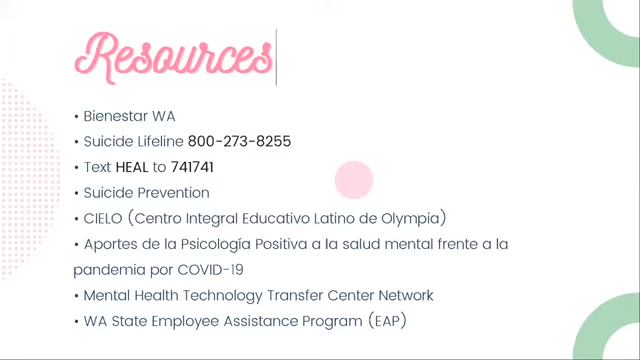 Resources
• Bienestar WA
• Suicide Lifeline 800-273-8255
• Text HEAL to 741741
• Suicide Prevention
• CIELO (Centro Integral Educativo Latino de Olympia)
• Aportes de la Psicología Positiva a la salud mental frente a la
pandemia por COVID-19
• Mental Health Technology Transfer Center Network
• WA State Employee Assistance Program (EAP)